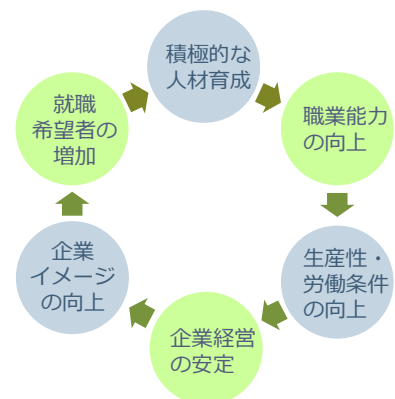 積極的な
人材育成
職業能力
の向上
生産性・
労働条件
の向上
企業経営
の安定
企業
イメージ
の向上
就職
希望者の
増加